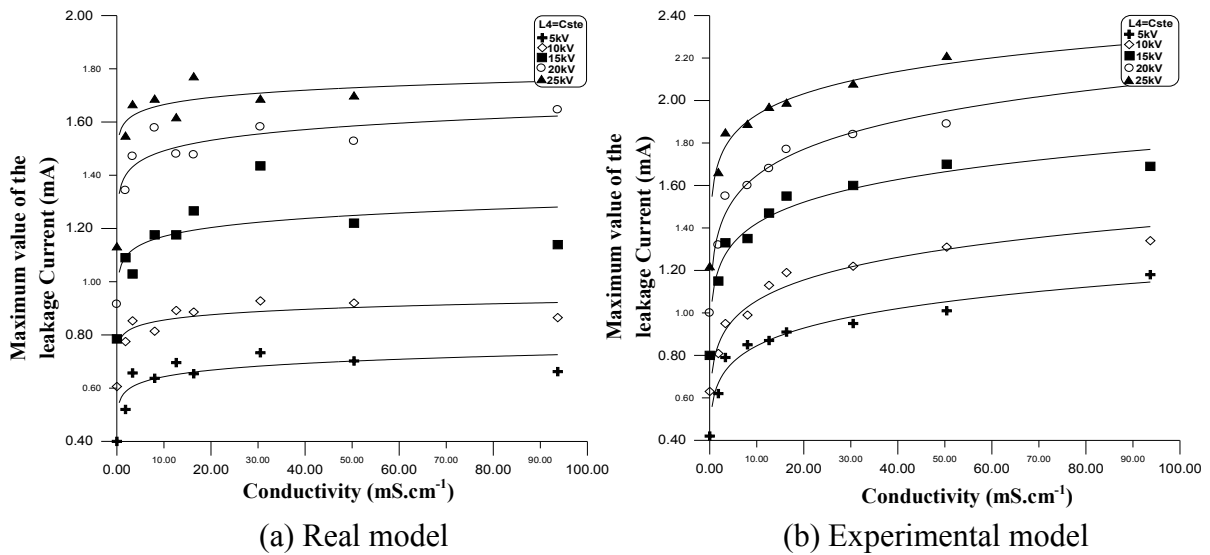 2.00
1.80
1.60
1.40
1.20
1.00
0.80
0.60
0.40
Maximum value of the
leakage Current (mA)
L4=Cste
5kV
10kV
15kV
20kV
25kV
0.00
10.00
20.00
30.00
40.00
50.00
60.00
70.00
80.00
90.00
100.00
Conductivity (mS.cm⁻¹)
(a) Real model
2.40
2.20
2.00
1.80
1.60
1.40
1.20
1.00
0.80
0.60
0.40
Maximum value of the
leakage Current (mA)
L4=Cste
5kV
10kV
15kV
20kV
25kV
0.00
10.00
20.00
30.00
40.00
50.00
60.00
70.00
80.00
90.00
100.00
Conductivity (mS.cm⁻¹)
(b) Experimental model